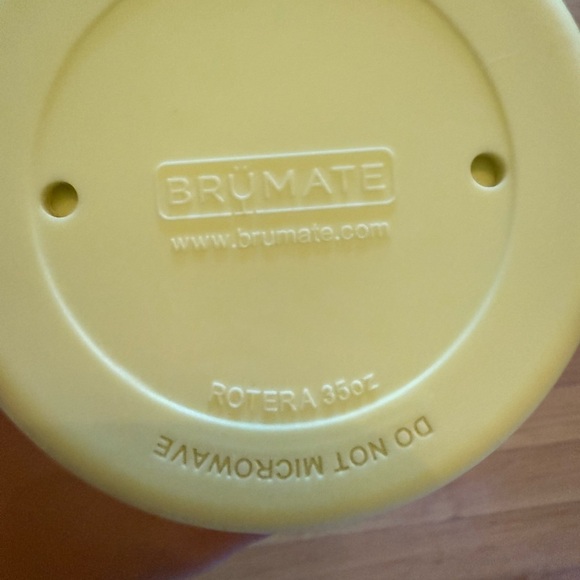 BRÜMATE
www.brumate.com
ROTERA 35oz
DO NOT MICROWAVE